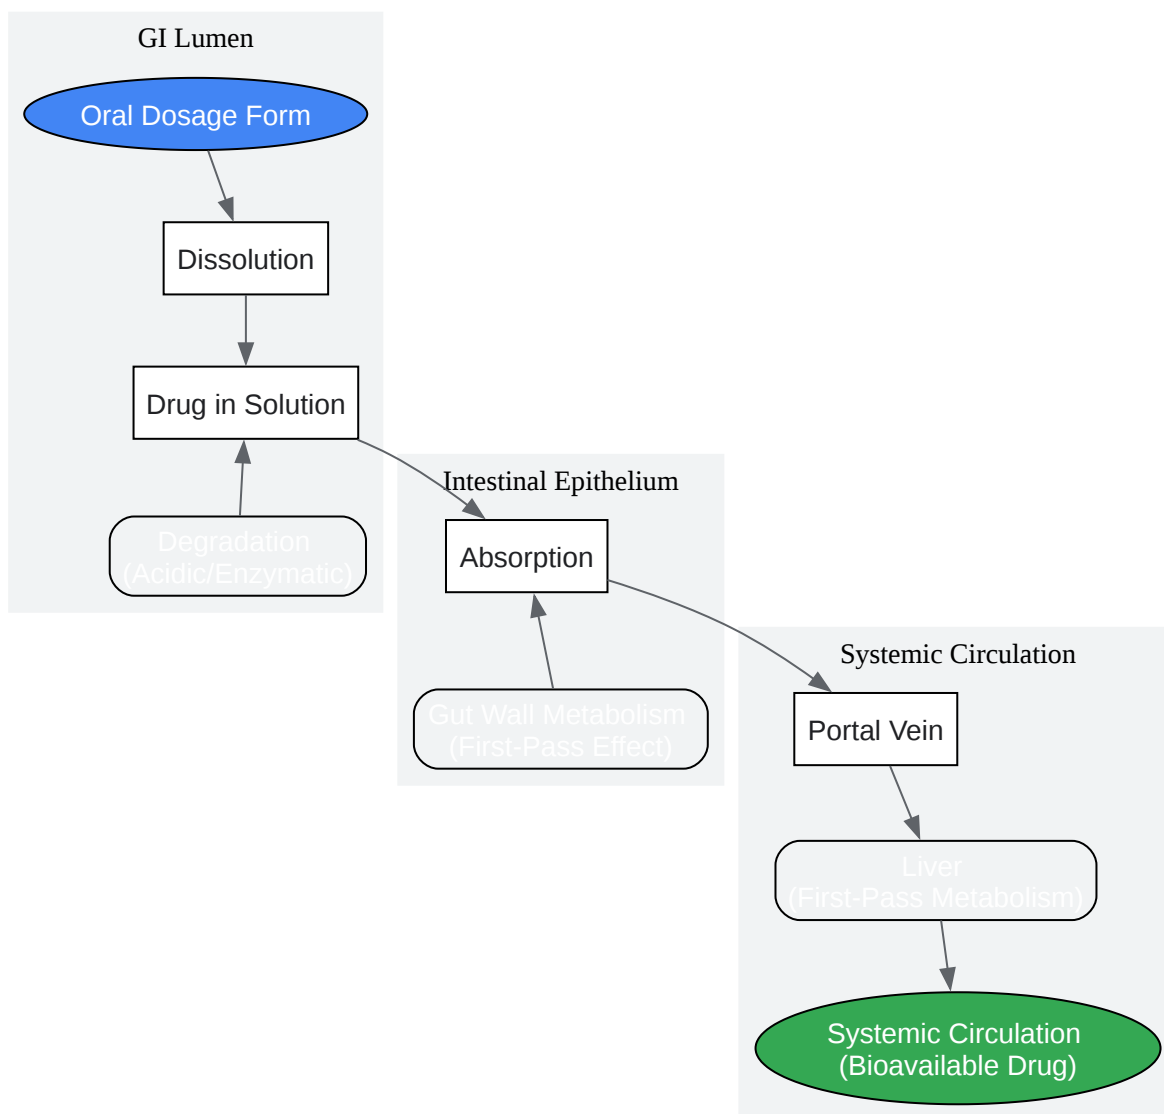 GI Lumen
Oral Dosage Form
Dissolution
Drug in Solution
Degradation
(Acidic/Enzymatic)
Intestinal Epithelium
Absorption
Gut Wall Metabolism
(First-Pass Effect)
Systemic Circulation
Portal Vein
Liver
(First-Pass Metabolism)
Systemic Circulation
(Bioavailable Drug)